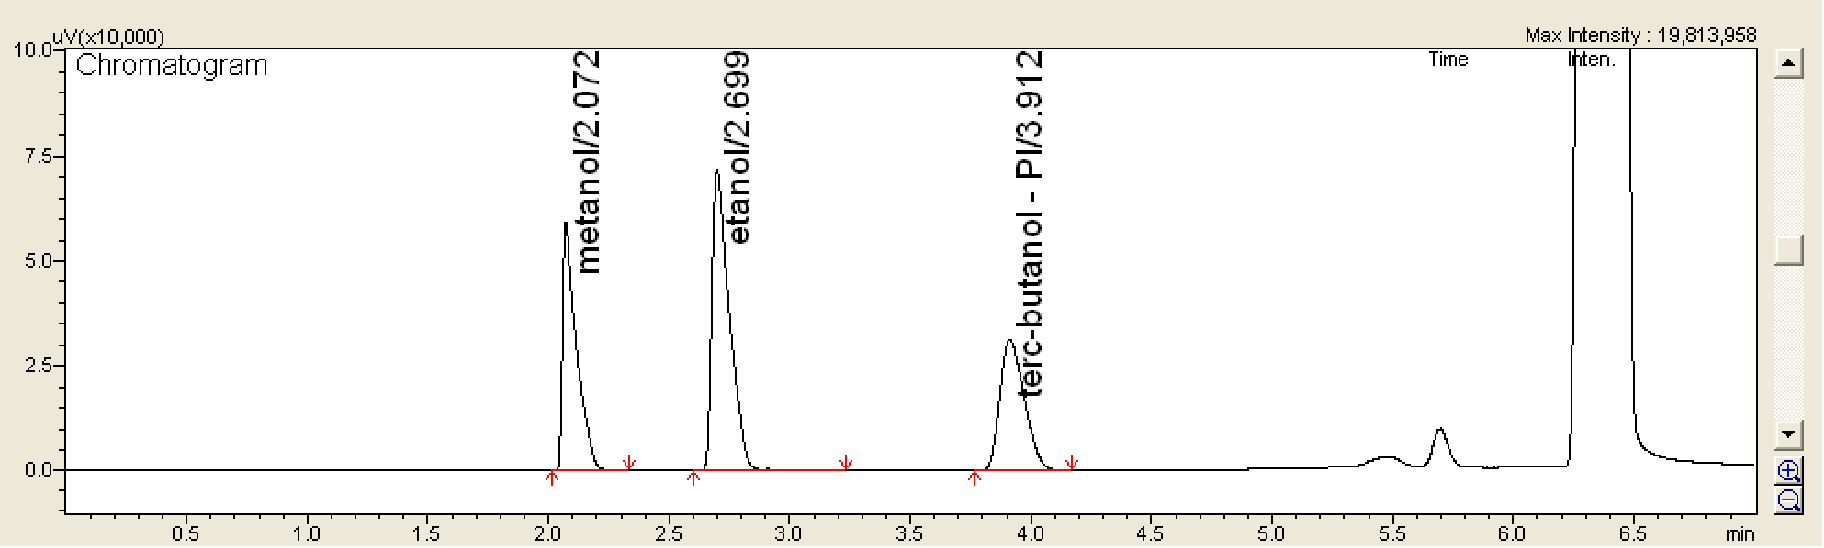 uV(x10,000)
Max Intensity : 19,813,958
10.0
Chromatogram
Time Inten.
7.5
5.0
2.5
0.0
metanol/2.072
etanol/2.699
terc-butanol - PI/3.912
0.5 1.0 1.5 2.0 2.5 3.0 3.5 4.0 4.5 5.0 5.5 6.0 6.5 min